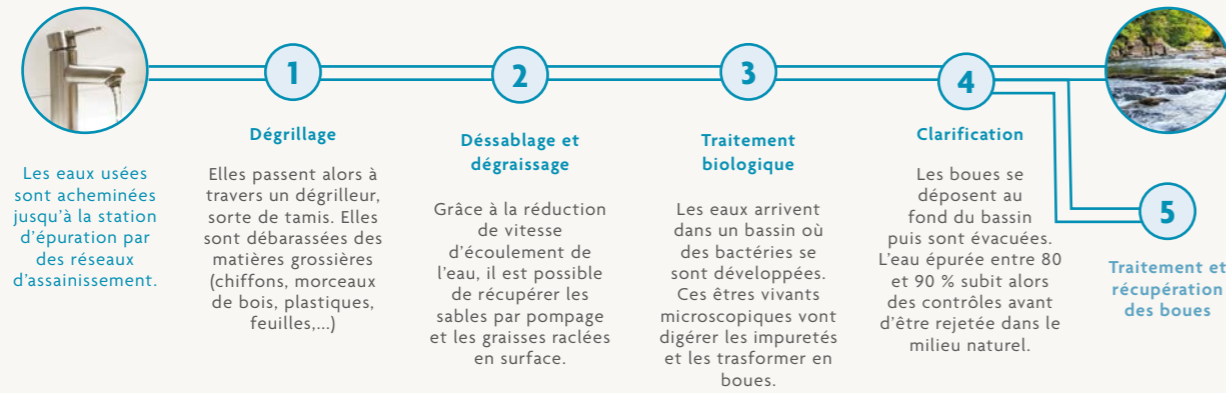 Les eaux usées
sont acheminées
jusqu'à la station
d'épuration par
des réseaux
d'assainissement.
1
Dégrillage
Elles passent alors à
travers un dégrilleur,
sorte de tamis. Elles
sont débarassées des
matières grossières
(chiffons, morceaux
de bois, plastiques,
feuilles,...)
2
Déssablage et
dégraissage
Grâce à la réduction
de vitesse
d'écoulement de
l'eau, il est possible
de récupérer les
sables par pompage
et les graisses raclées
en surface.
3
Traitement
biologique
Les eaux arrivent
dans un bassin où
des bactéries se
sont développées.
Ces êtres vivants
microscopiques vont
digérer les impuretés
et les trasformer en
boues.
4
Clarification
Les boues se
déposent au
fond du bassin
puis sont évacuées.
L'eau épurée entre 80
et 90 % subit alors
des contrôles avant
d'être rejetée dans le
milieu naturel.
5
Traitement et
récupération
des boues